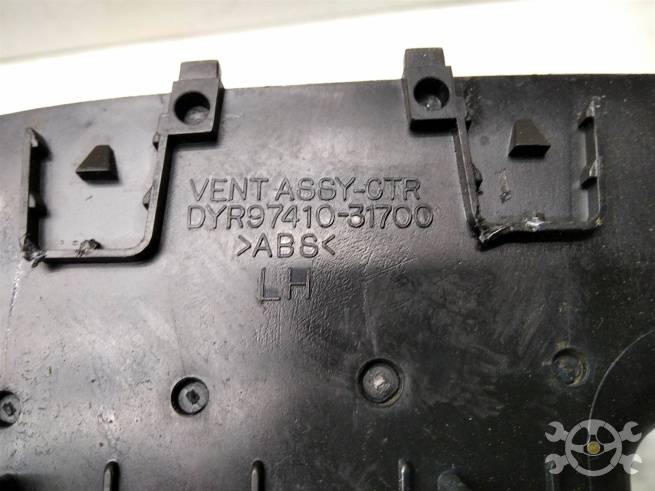 VENT ASSY-CTR
DYR97410-31700
>ABS<
LH